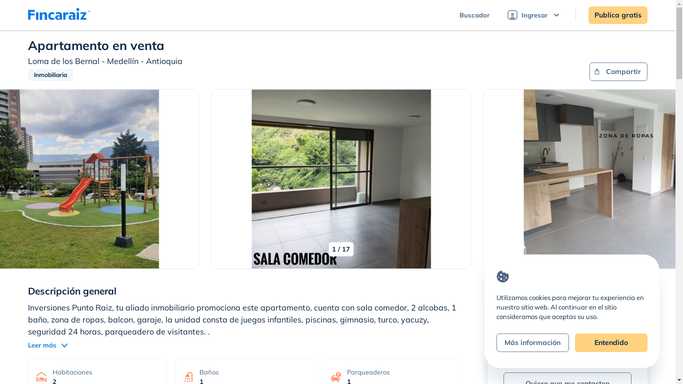 Fincaraiz
Buscador
Ingresar
Publica gratis
Apartamento en venta
Loma de los Bernal - Medellín - Antioquia
Inmobiliaria
Compartir
ZONA DE ROPAS
SALA COMEDOR
1 / 17
Descripción general
Inversiones Punto Raiz, tu aliado inmobiliario promociona este apartamento, cuenta con sala comedor, 2 alcobas, 1
baño, zona de ropas, balcon, garaje, la unidad consta de juegos infantiles, piscinas, gimnasio, turco, yacuzy,
seguridad 24 horas, parqueadero de visitantes. .
Leer más
Utilizamos cookies para mejorar tu experiencia en
nuestro sitio web. Al continuar en el sitio
consideramos que aceptas su uso.
Más información
Entendido
Habitaciones
2
Baños
1
Parqueaderos
1
Quiero que me contacten